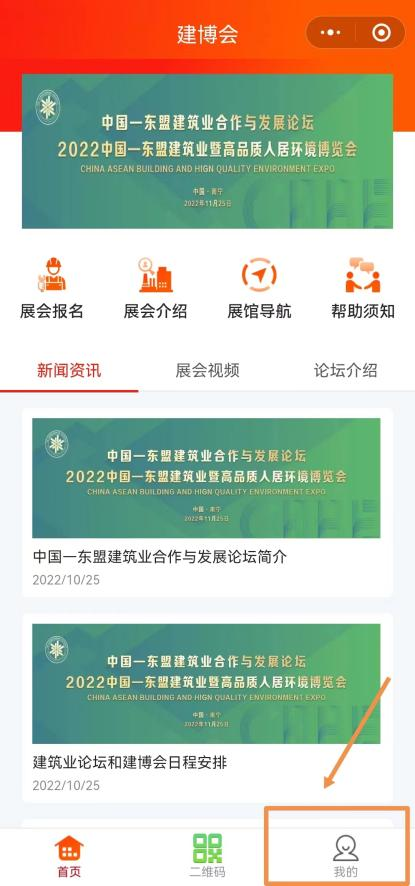 建博会
中国—东盟建筑业合作与发展论坛
2022中国—东盟建筑业暨高品质人居环境博览会
CHINA ASEAN BUILDING AND HIGN QUALITY ENVIRONMENT EXPO
中国·南宁
2022年11月25日
展会报名 展会介绍 展馆导航 帮助须知
新闻资讯 展会视频 论坛介绍
中国—东盟建筑业合作与发展论坛
2022中国—东盟建筑业暨高品质人居环境博览会
CHINA ASEAN BUILDING AND HIGN QUALITY ENVIRONMENT EXPO
中国·南宁
2022年11月25日
中国—东盟建筑业合作与发展论坛简介
2022/10/25
中国—东盟建筑业合作与发展论坛
2022中国—东盟建筑业暨高品质人居环境博览会
CHINA ASEAN BUILDING AND HIGN QUALITY ENVIRONMENT EXPO
中国·南宁
2022年11月25日
建筑业论坛和建博会日程安排
2022/10/25
首页 二维码 我的